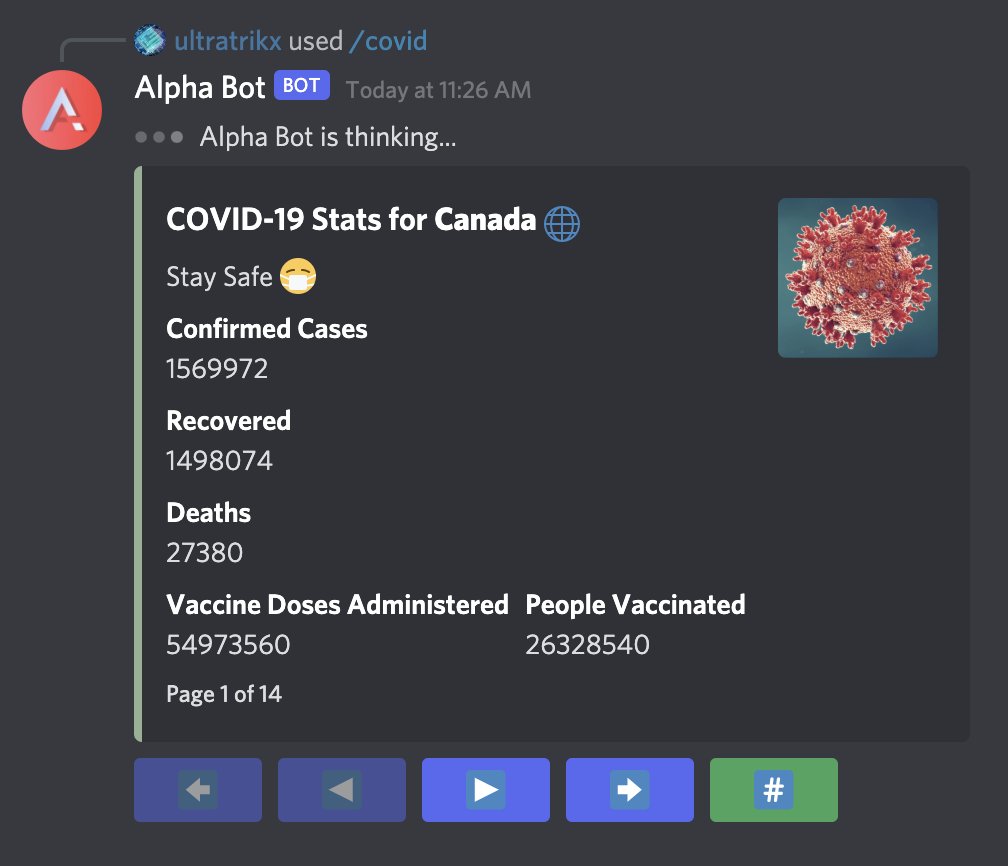 ultratrikx used /covid
Alpha Bot BOT Today at 11:26 AM
Alpha Bot is thinking...
COVID-19 Stats for Canada
Stay Safe
Confirmed Cases
1569972
Recovered
1498074
Deaths
27380
Vaccine Doses Administered People Vaccinated
54973560 26328540
Page 1 of 14
#